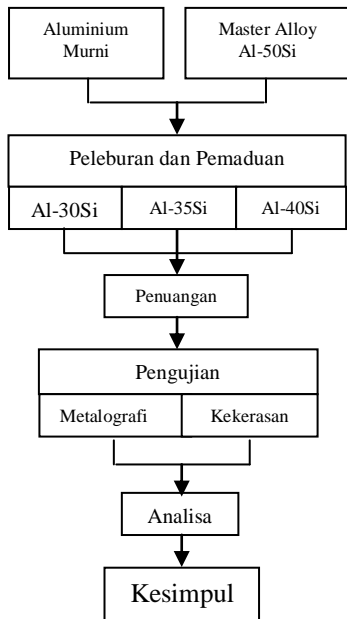 Aluminium
Murni
Master Alloy
Al-50Si
Peleburan dan Pemaduan
Al-30Si
Al-35Si
Al-40Si
Penuangan
Pengujian
Metalografi
Kekerasan
Analisa
Kesimpul